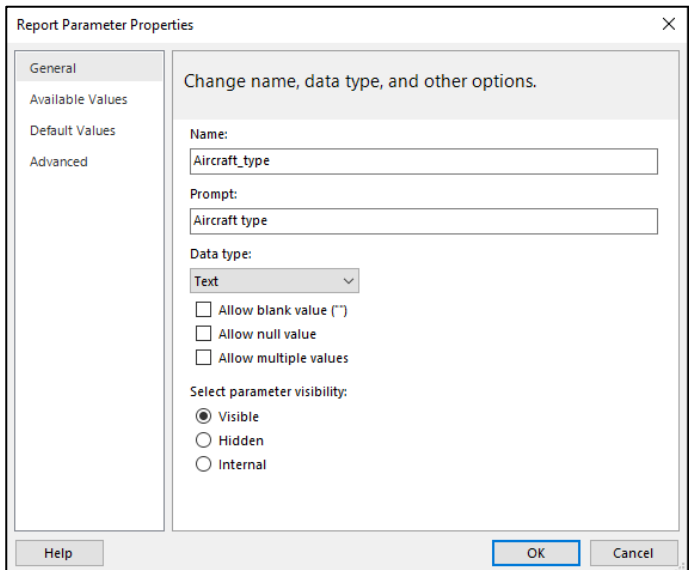 Report Parameter Properties
General
Available Values
Default Values
Advanced
Change name, data type, and other options.
Name:
Aircraft_type
Prompt:
Aircraft type
Data type:
Text
Allow blank value ("")
Allow null value
Allow multiple values
Select parameter visibility:
Visible
Hidden
Internal
Help
OK
Cancel